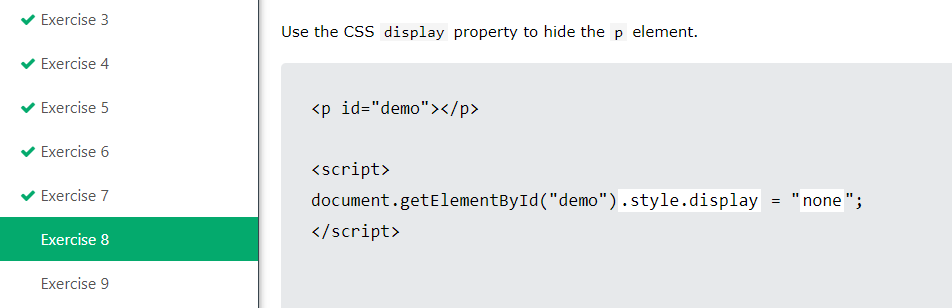 Exercise 3
Exercise 4
Exercise 5
Exercise 6
Exercise 7
Exercise 8
Exercise 9
Use the CSS display property to hide the p element.
<p id="demo"></p>
<script>
document.getElementById("demo").style.display = "none";
</script>